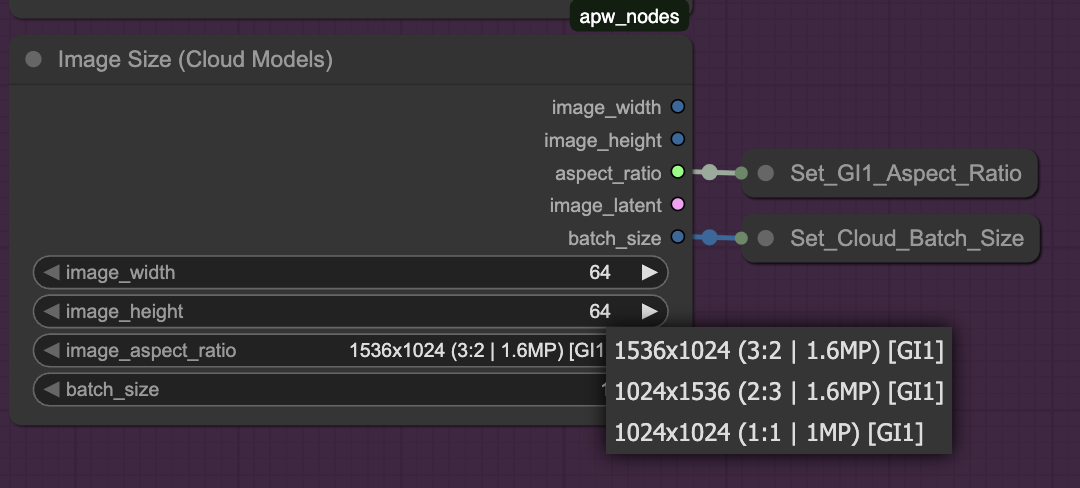 apw_nodes
Image Size (Cloud Models)
image_width
image_height
aspect_ratio
Set_GI1_Aspect_Ratio
image_latent
batch_size
Set_Cloud_Batch_Size
image_width 64
image_height 64
image_aspect_ratio 1536x1024 (3:2 | 1.6MP) [GI1
batch_size
1536x1024 (3:2 | 1.6MP) [GI1]
1024x1536 (2:3 | 1.6MP) [GI1]
1024x1024 (1:1 | 1MP) [GI1]